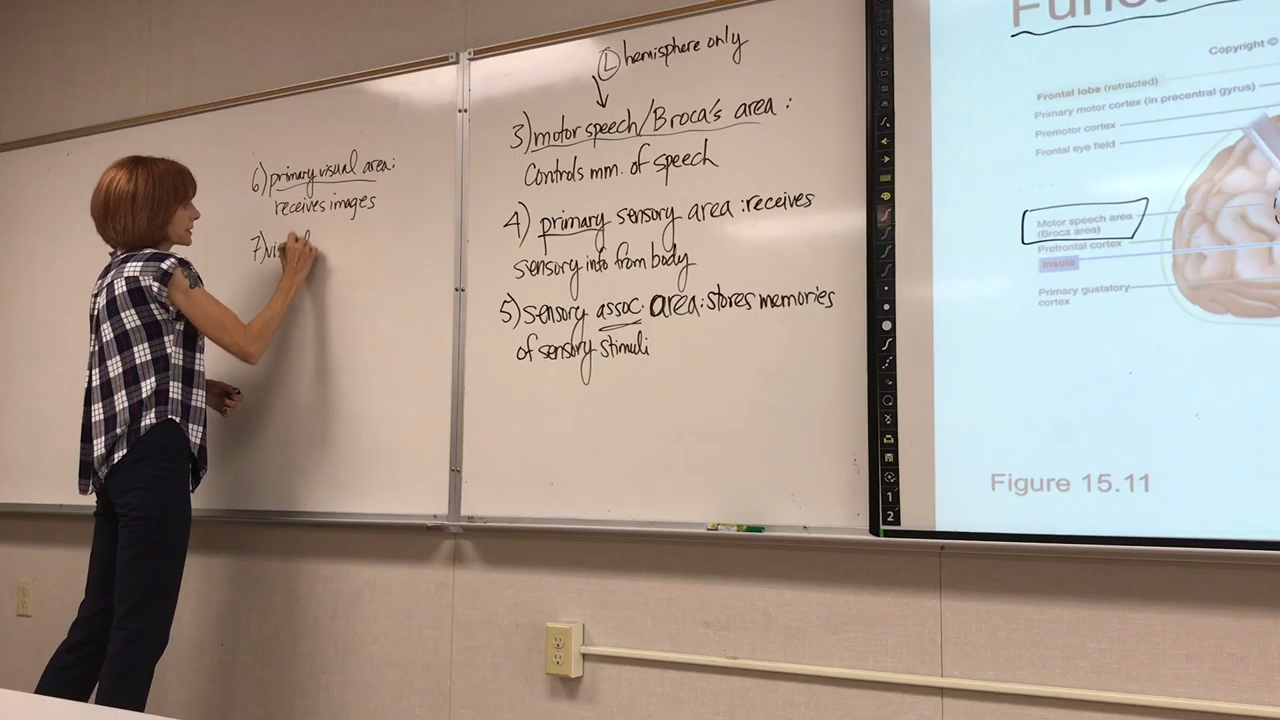 6) primary visual area:
receives images
7) vis
Ⓛ hemisphere only
3) motor speech/Broca's area:
Controls mm. of speech
4) primary sensory area: receives
sensory info from body
5) sensory assoc. area: stores memories
of sensory stimuli
Copyright ©
Frontal lobe (retracted)
Primary motor cortex (in precentral gyrus)
Premotor cortex
Frontal eye field
Motor speech area
(Broca area)
Prefrontal cortex
Insula
Primary gustatory
cortex
Figure 15.11
1
2